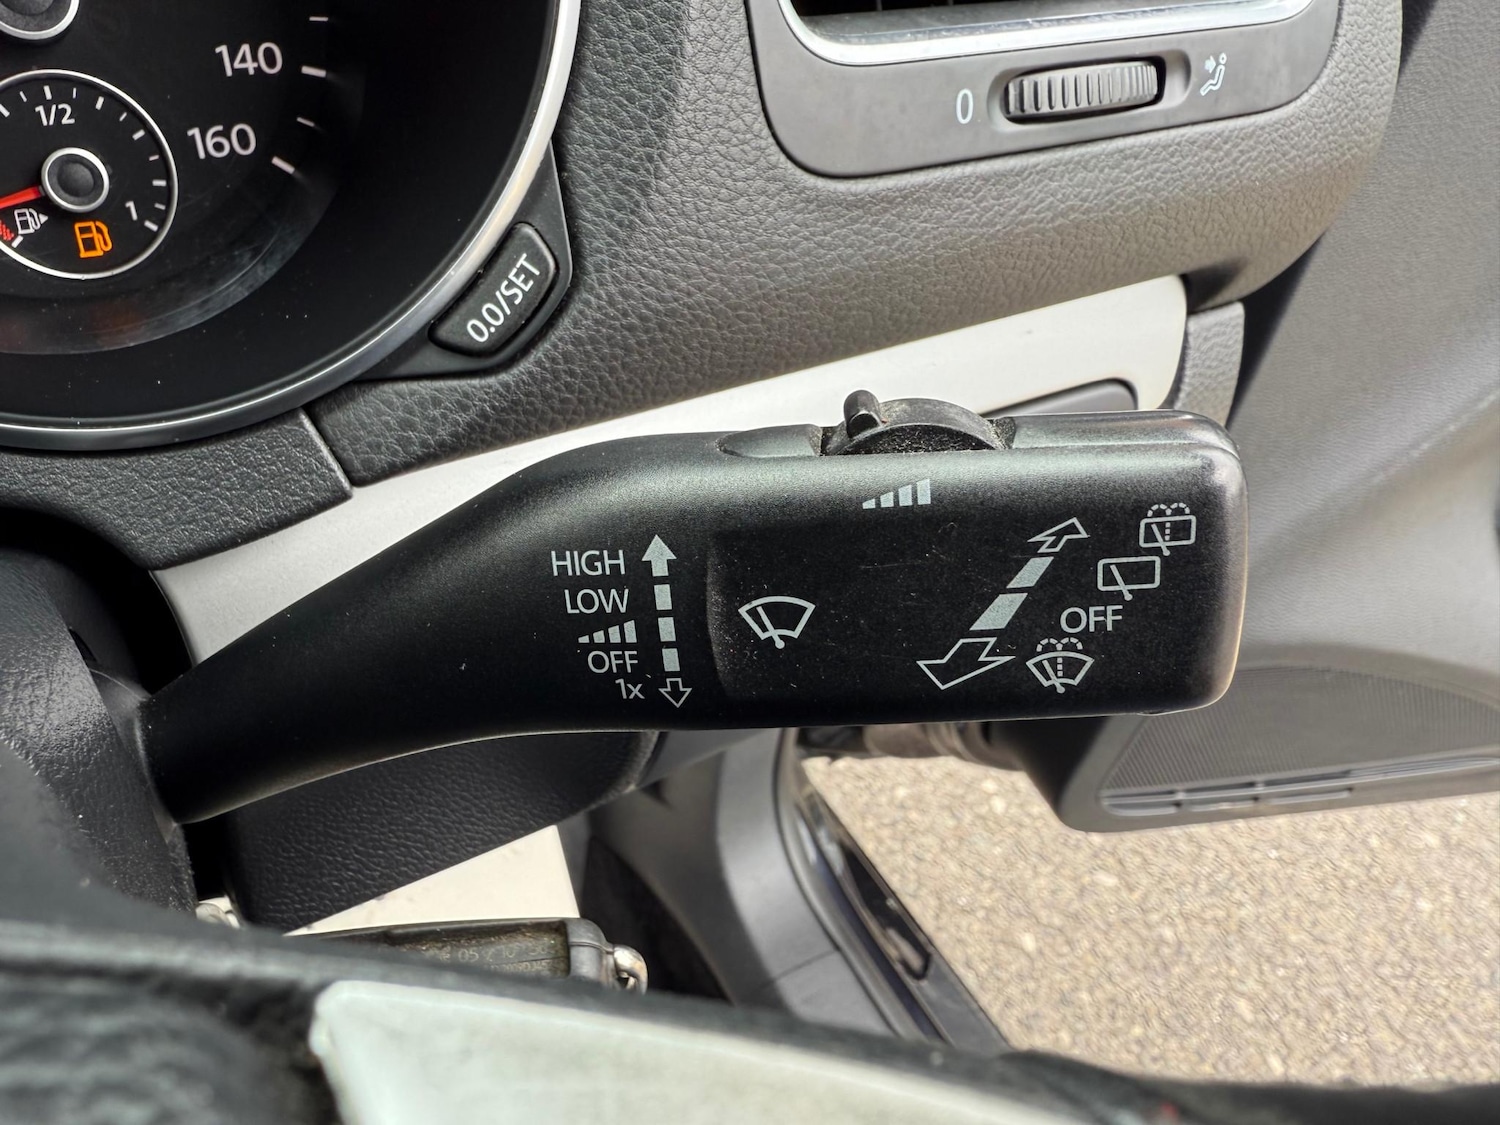 140
160
1/2
1
0.0/SET
0
HIGH
LOW
OFF
1x
OFF